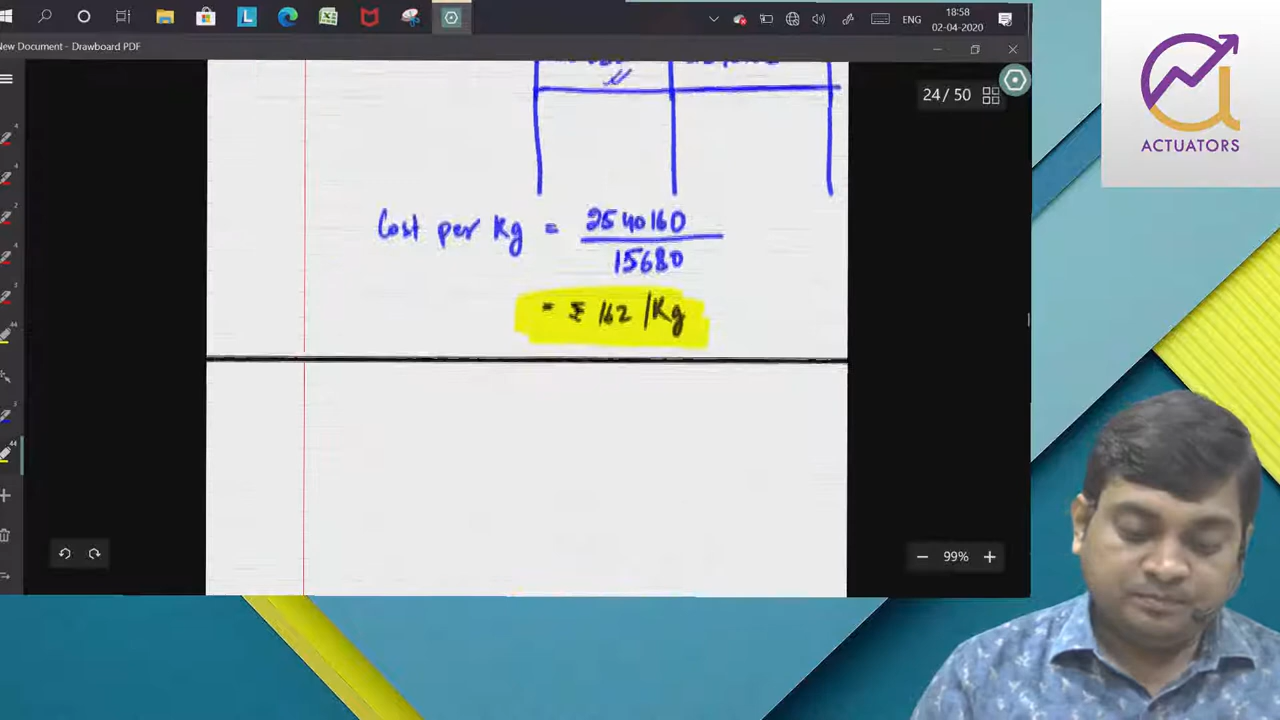 18:58
ENG
02-04-2020
New Document - Drawboard PDF
24 / 50
ACTUATORS
Cost per Kg = 2540160
15680
= ₹ 162 /Kg
99%